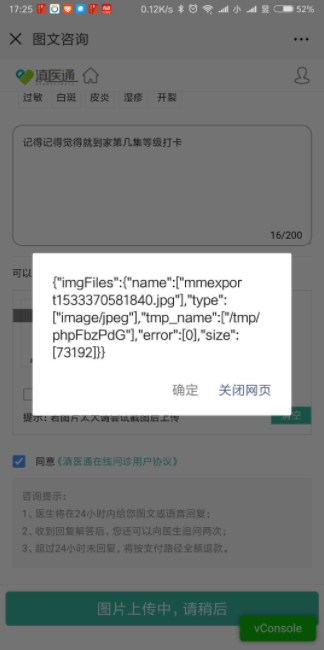 17:25 0.12K/s 52%
图文咨询
滇医通
过敏 白斑 皮炎 湿疹 开裂
记得记得觉得就到家第几集等级打卡
16/200
可以
{"imgFiles":{"name":["mmexpor
t1533370581840.jpg"],"type":
["image/jpeg"],"tmp_name":["/tmp/
phpFbzPdG"],"error":[0],"size":
[73192]}}
确定 关闭网页
提示：若图片太大请尝试截图后上传 清空
同意《滇医通在线问诊用户协议》
咨询提示：
1、医生将在24小时内给您图文或语音回复；
2、收到回复解答后，您还可以向医生追问两次；
3、超过24小时未回复，将按支付路径全额退款。
图片上传中，请稍后
vConsole